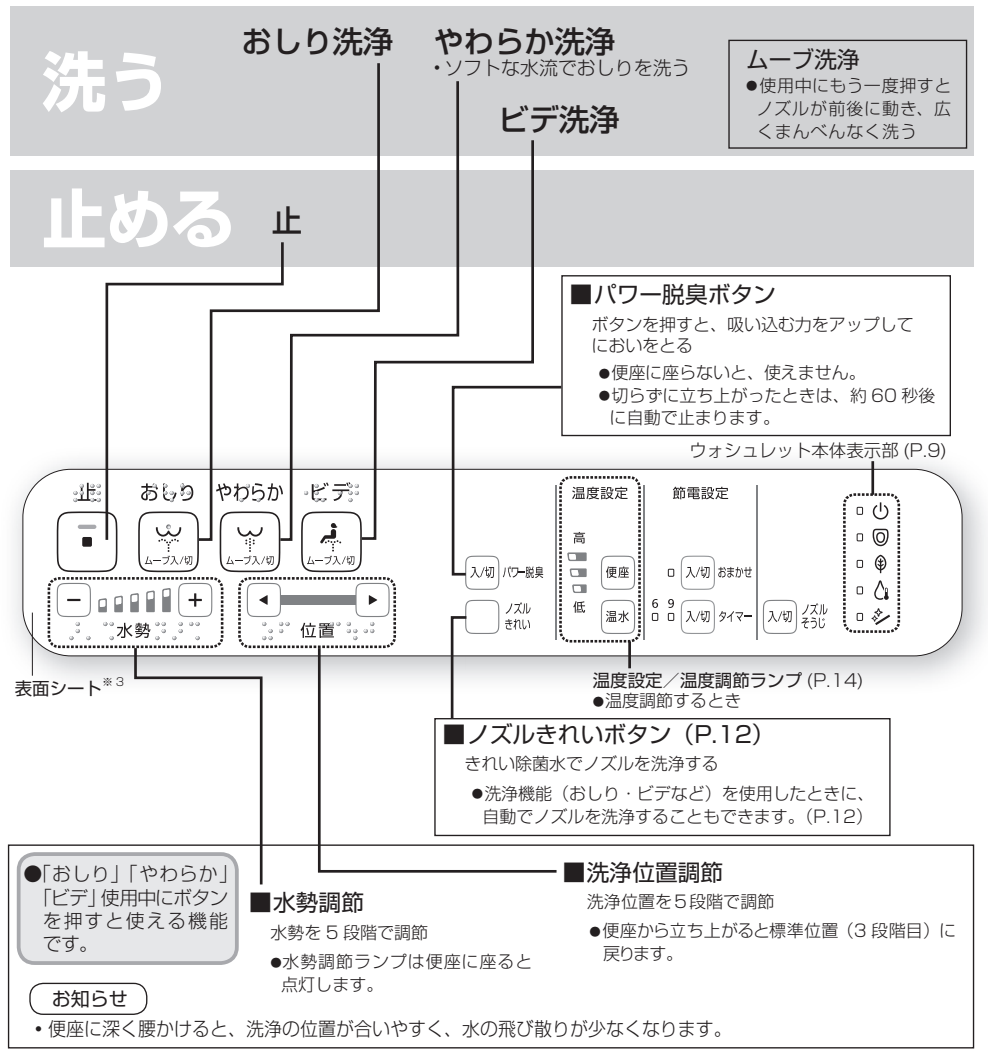 洗う
おしり洗浄
やわらか洗浄
・ソフトな水流でおしりを洗う
ビデ洗浄
ムーブ洗浄
●使用中にもう一度押すと
ノズルが前後に動き、広
くまんべんなく洗う
止める
止
■パワー脱臭ボタン
ボタンを押すと、吸い込む力をアップして
においをとる
●便座に座らないと、使えません。
●切らずに立ち上がったときは、約60秒後
に自動で止まります。
ウォシュレット本体表示部(P.9)
止 おしり やわらか ビデ
ムーブ入/切 ムーブ入/切 ムーブ入/切
− ＋
水勢
位置
入/切 パワー脱臭
ノズル
きれい
温度設定
高
低
便座
温水
節電設定
入/切 おまかせ
6 9
入/切 タイマー
入/切 ノズル
そうじ
表面シート※3
温度設定／温度調節ランプ(P.14)
●温度調節するとき
■ノズルきれいボタン（P.12）
きれい除菌水でノズルを洗浄する
●洗浄機能（おしり・ビデなど）を使用したときに、
自動でノズルを洗浄することもできます。（P.12）
●「おしり」「やわらか」
「ビデ」使用中にボタン
を押すと使える機能
です。
■水勢調節
水勢を5段階で調節
●水勢調節ランプは便座に座ると
点灯します。
■洗浄位置調節
洗浄位置を5段階で調節
●便座から立ち上がると標準位置（3段階目）に
戻ります。
お知らせ
・便座に深く腰かけると、洗浄の位置が合いやすく、水の飛び散りが少なくなります。